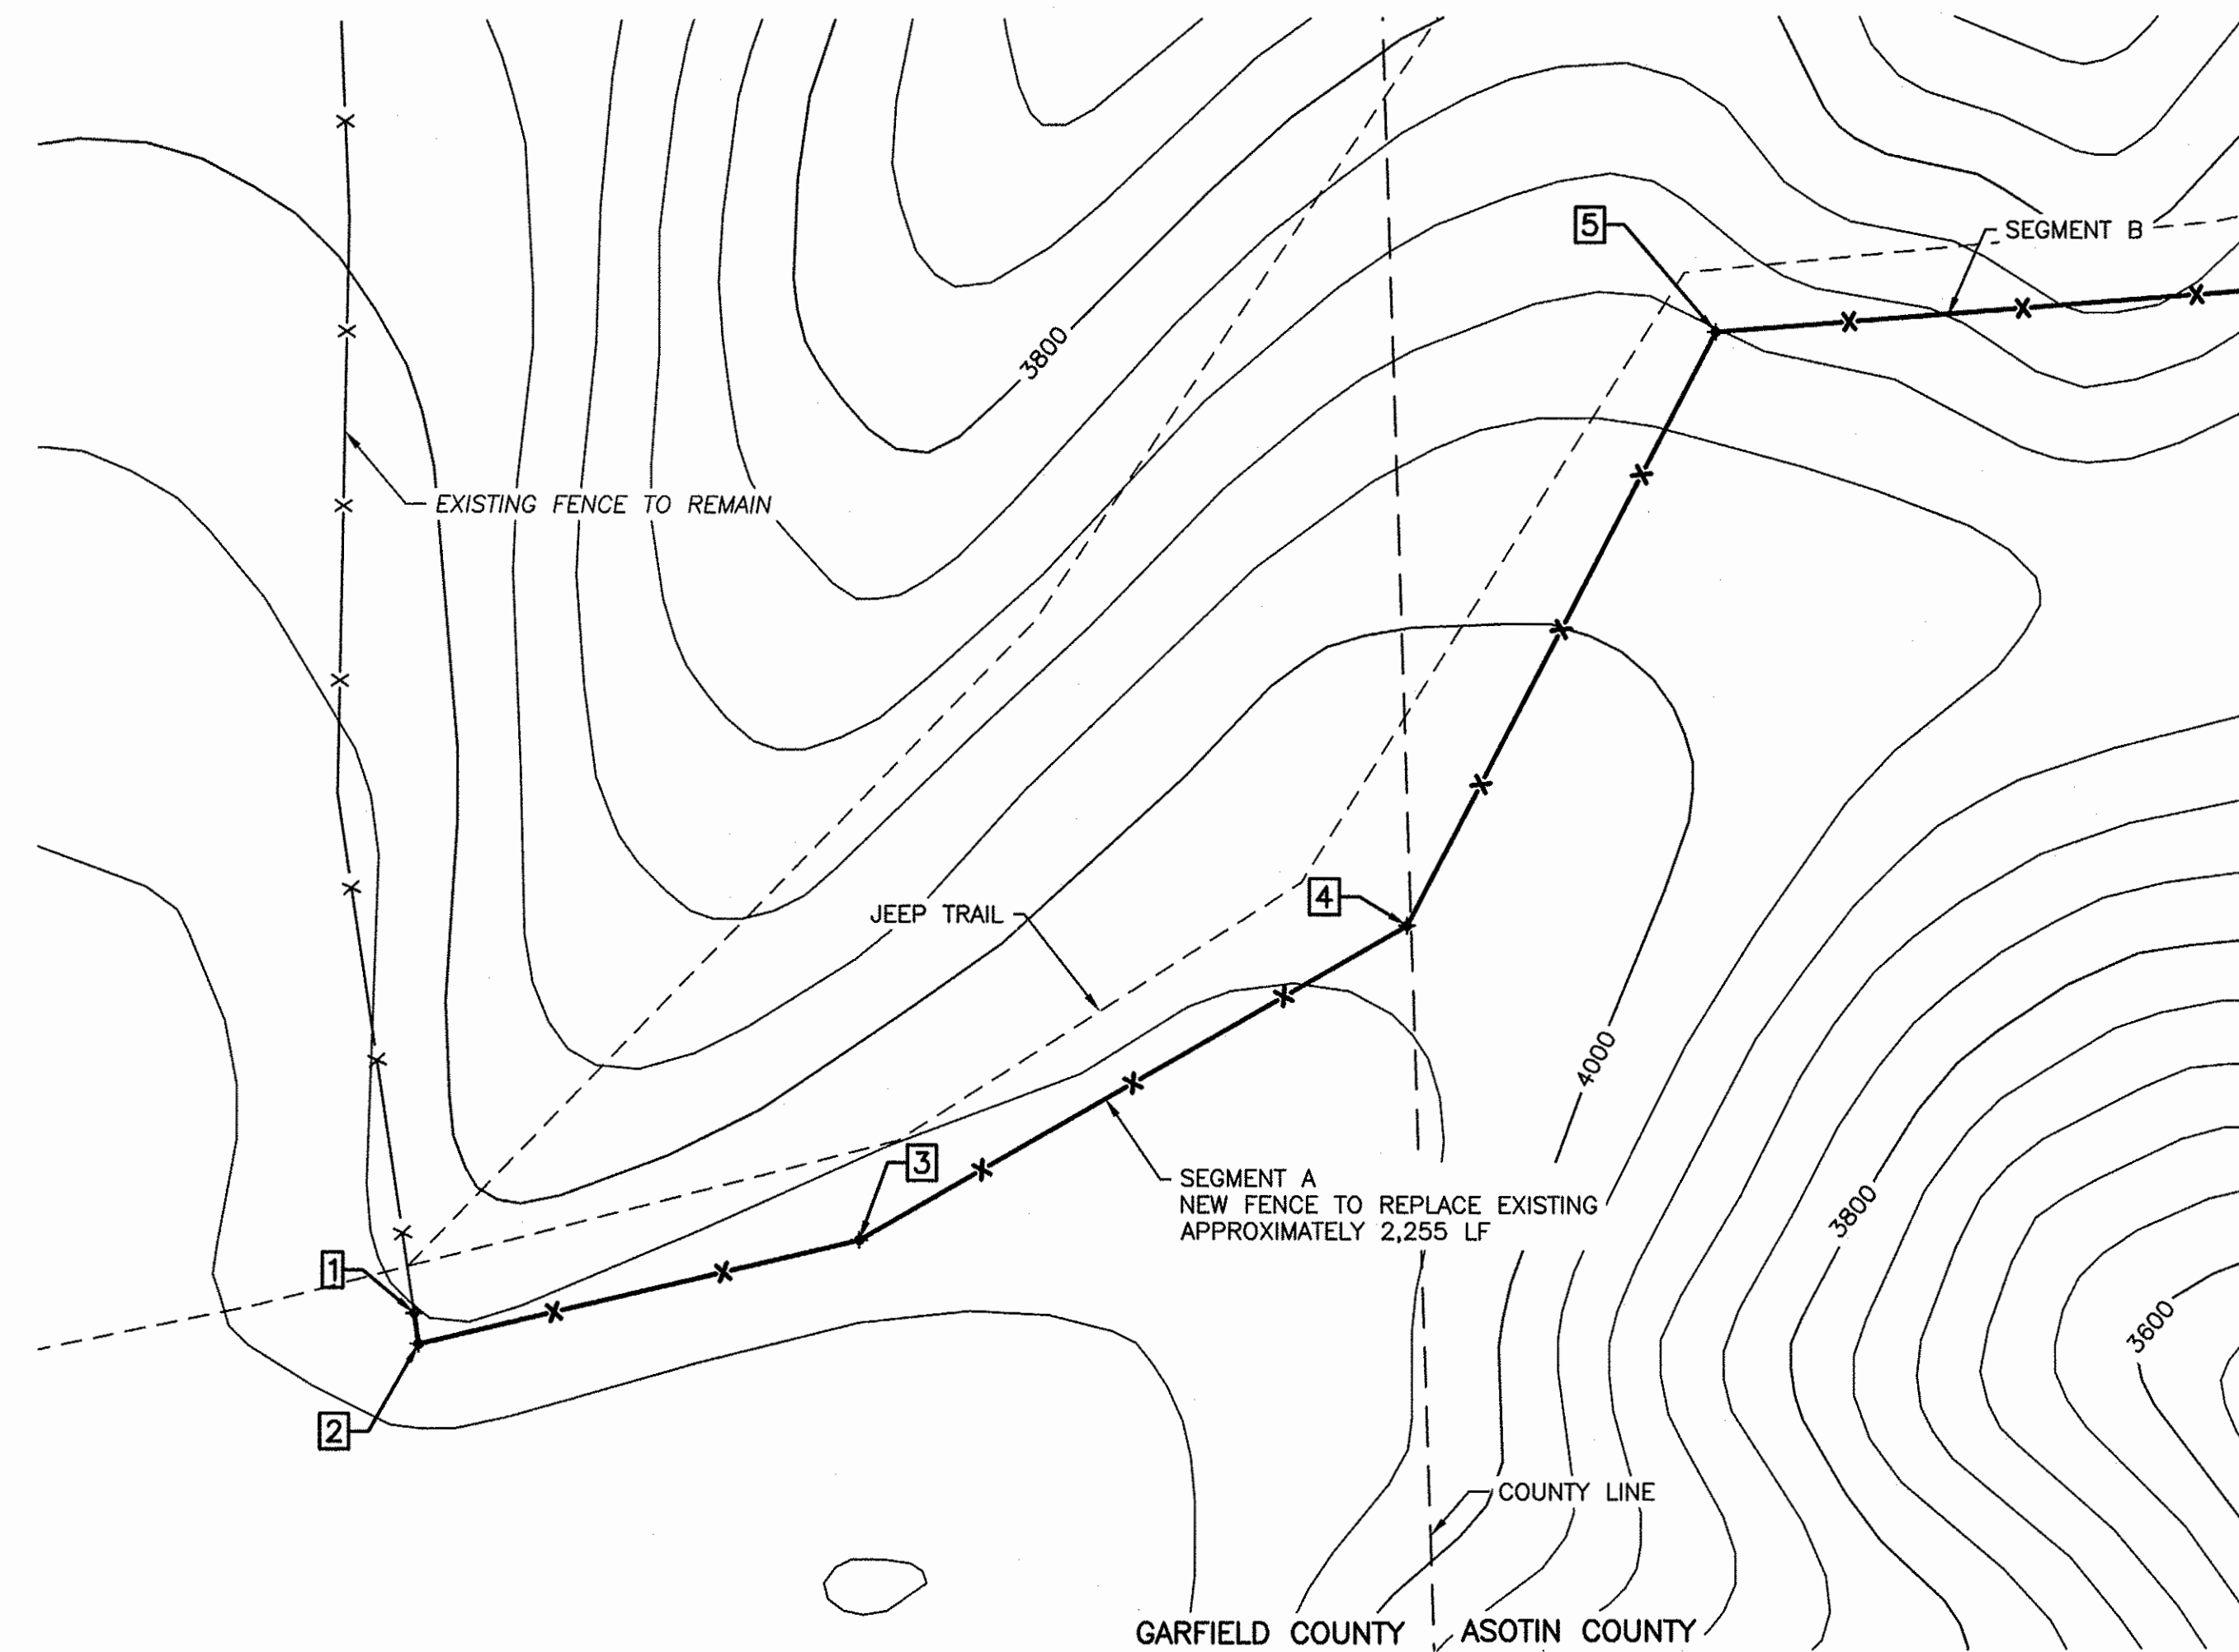 5
SEGMENT B
3800
EXISTING FENCE TO REMAIN
4
JEEP TRAIL
4000
3
SEGMENT A
NEW FENCE TO REPLACE EXISTING
APPROXIMATELY 2,255 LF
3800
1
3600
2
COUNTY LINE
GARFIELD COUNTY
ASOTIN COUNTY